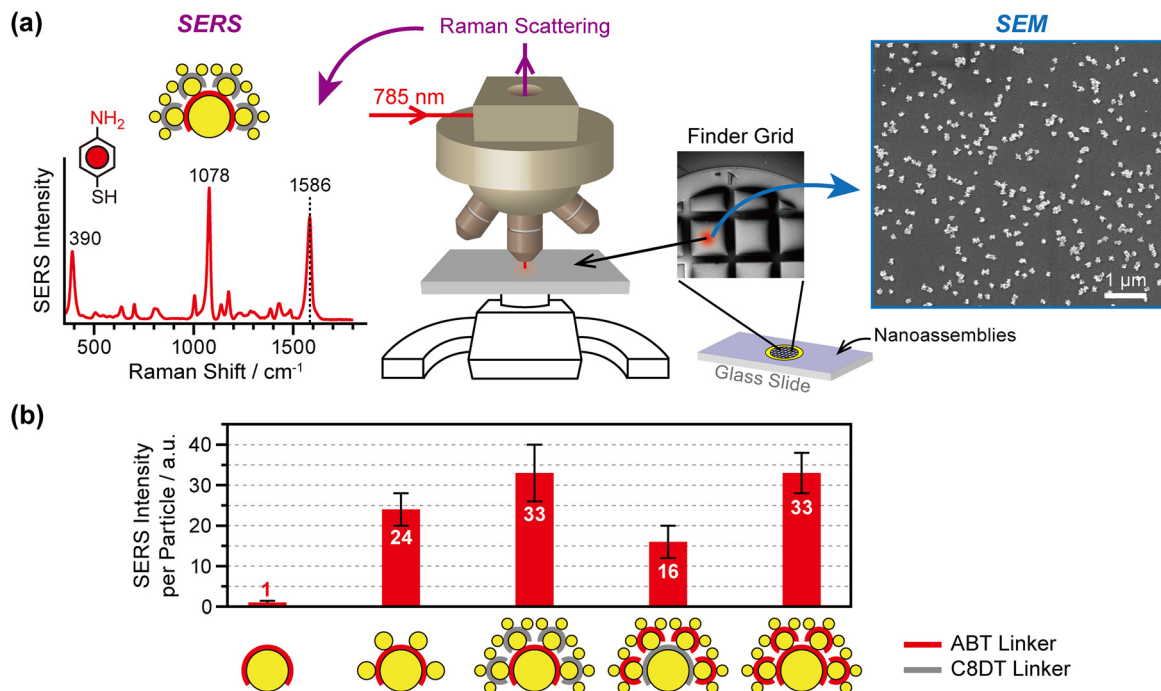 (a)
SERS
Raman Scattering
SEM
785 nm
Finder Grid
NH2
SH
SERS Intensity
390
1078
1586
500
1000
1500
Raman Shift / cm-1
1 µm
Nanoassemblies
Glass Slide
(b)
SERS Intensity
per Particle / a.u.
40
30
20
10
0
1
24
33
16
33
ABT Linker
C8DT Linker